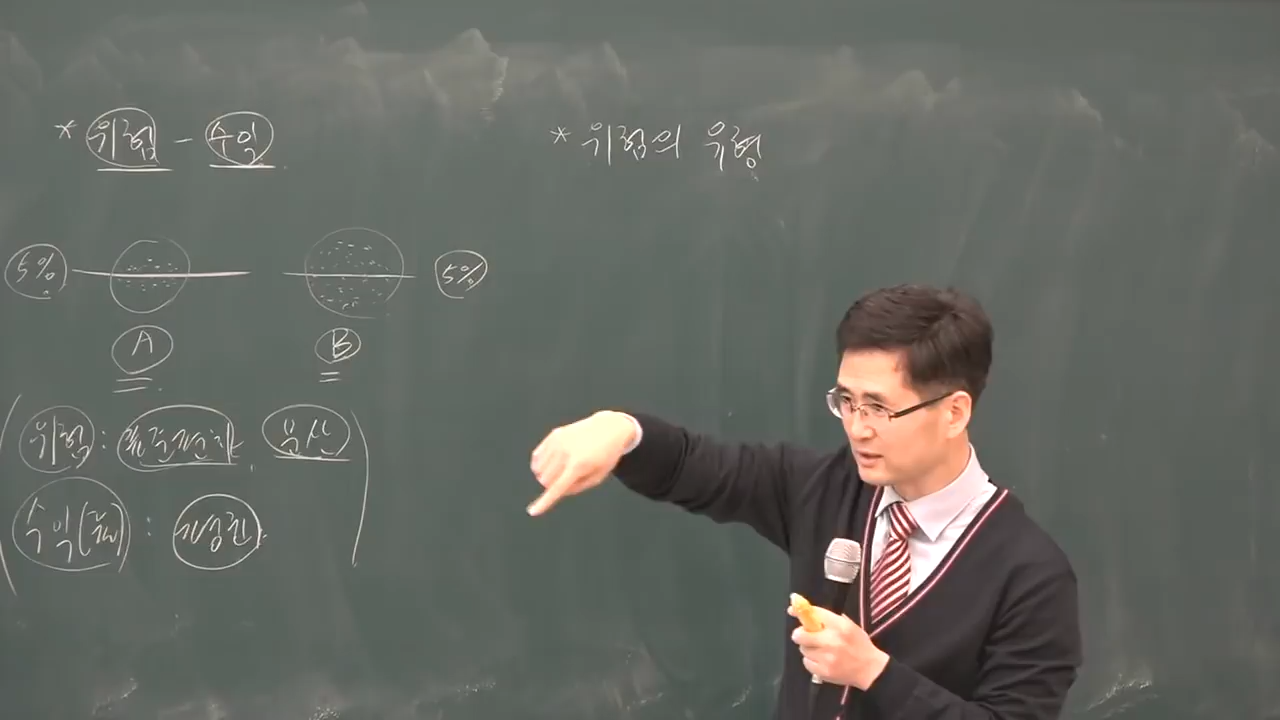 * 위험 - 수익
* 위험의 유형
5% 5%
A B
위험 : 표준편차, 분산
수익(률) : 기댓값